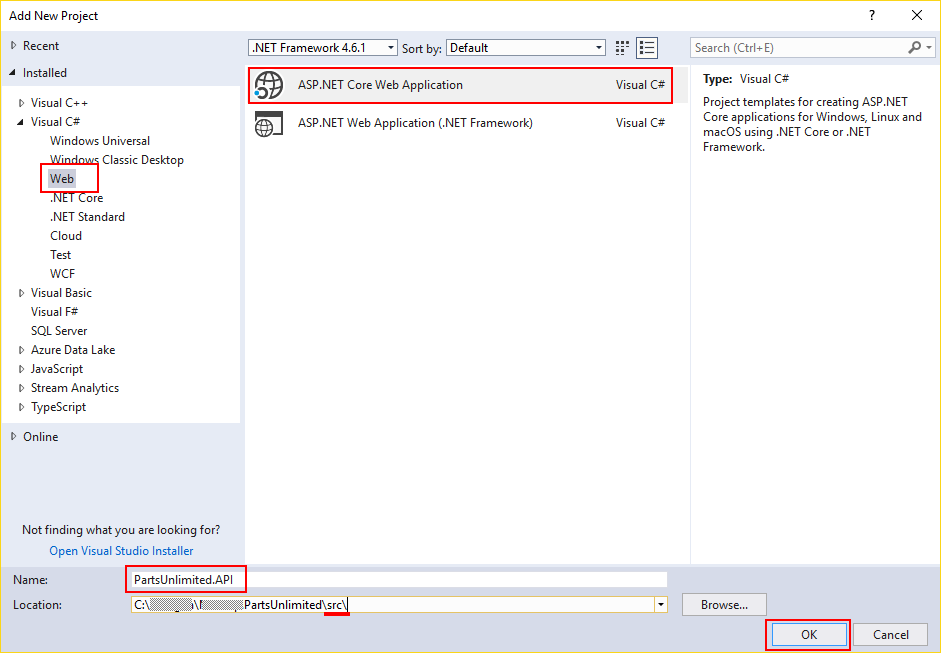 Add New Project
?
Recent
.NET Framework 4.6.1
Sort by:
Default
Search (Ctrl+E)
Installed
Visual C++
Visual C#
Windows Universal
Windows Classic Desktop
Web
.NET Core
.NET Standard
Cloud
Test
WCF
Visual Basic
Visual F#
SQL Server
Azure Data Lake
JavaScript
Stream Analytics
TypeScript
Online
Not finding what you are looking for?
Open Visual Studio Installer
ASP.NET Core Web Application Visual C#
ASP.NET Web Application (.NET Framework) Visual C#
Type: Visual C#
Project templates for creating ASP.NET
Core applications for Windows, Linux and
macOS using .NET Core or .NET
Framework.
Name: PartsUnlimited.API
Location: C:\ \ PartsUnlimited\src\
Browse...
OK
Cancel